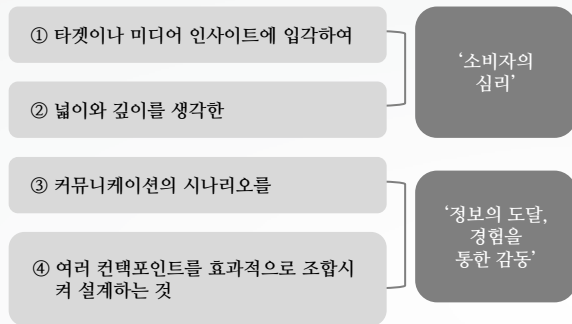 ① 타겟이나 미디어 인사이트에 입각하여
② 넓이와 깊이를 생각한
‘소비자의
심리’
③ 커뮤니케이션의 시나리오를
④ 여러 컨택포인트를 효과적으로 조합시
켜 설계하는 것
‘정보의 도달,
경험을
통한 감동’